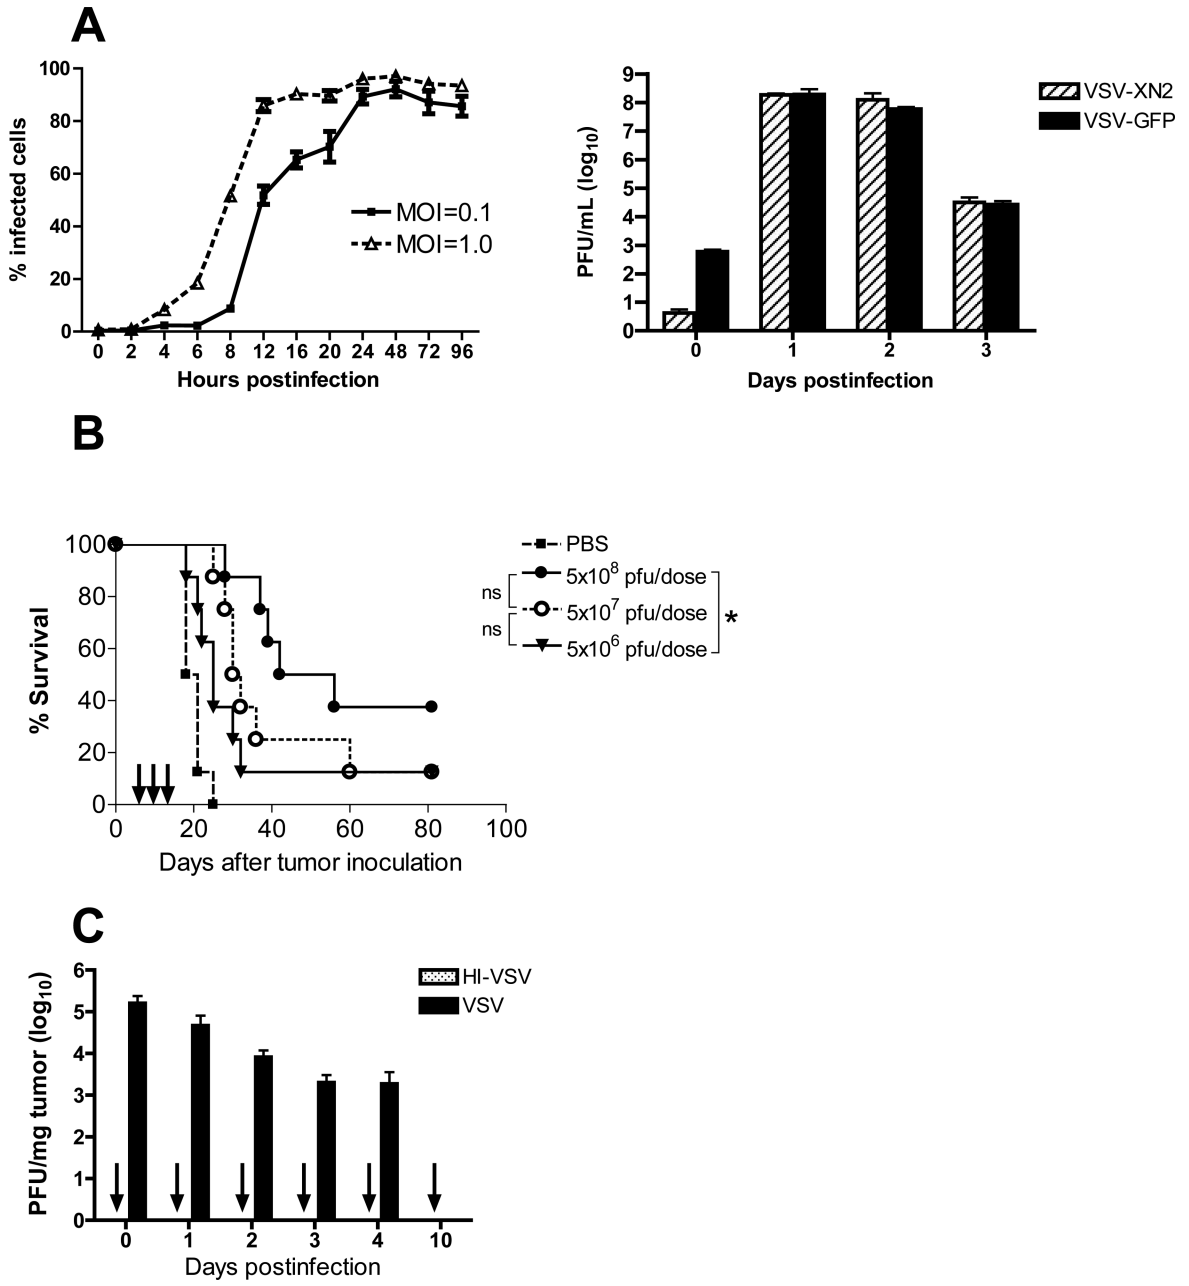 A
% infected cells
100
80
60
40
20
0
0 2 4 6 8 12 16 20 24 48 72 96
Hours postinfection
MOI=0.1
MOI=1.0
PFU/mL (log10)
9
8
7
6
5
4
3
2
1
0
0 1 2 3
Days postinfection
VSV-XN2
VSV-GFP
B
% Survival
100
80
60
40
20
0
0 20 40 60 80 100
Days after tumor inoculation
PBS
5x10^8 pfu/dose
ns
5x10^7 pfu/dose
*
ns
5x10^6 pfu/dose
C
PFU/mg tumor (log10)
6
5
4
3
2
1
0
0 1 2 3 4 10
Days postinfection
HI-VSV
VSV